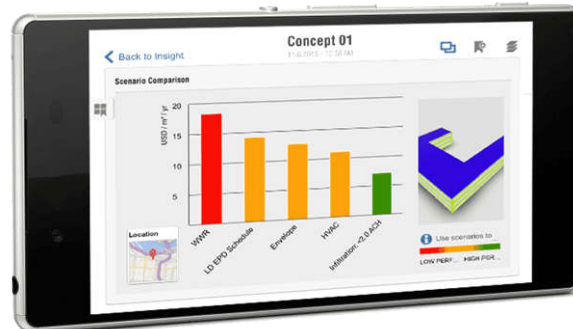 Back to Insight
Concept 01
Scenario Comparison
USD / m² / yr
20
15
10
5
WWR
LD EPD Schedule
Envelope
HVAC
Infiltration: <2.0 ACH
Location
Use scenarios to ...
LOW PERF... HIGH PER...